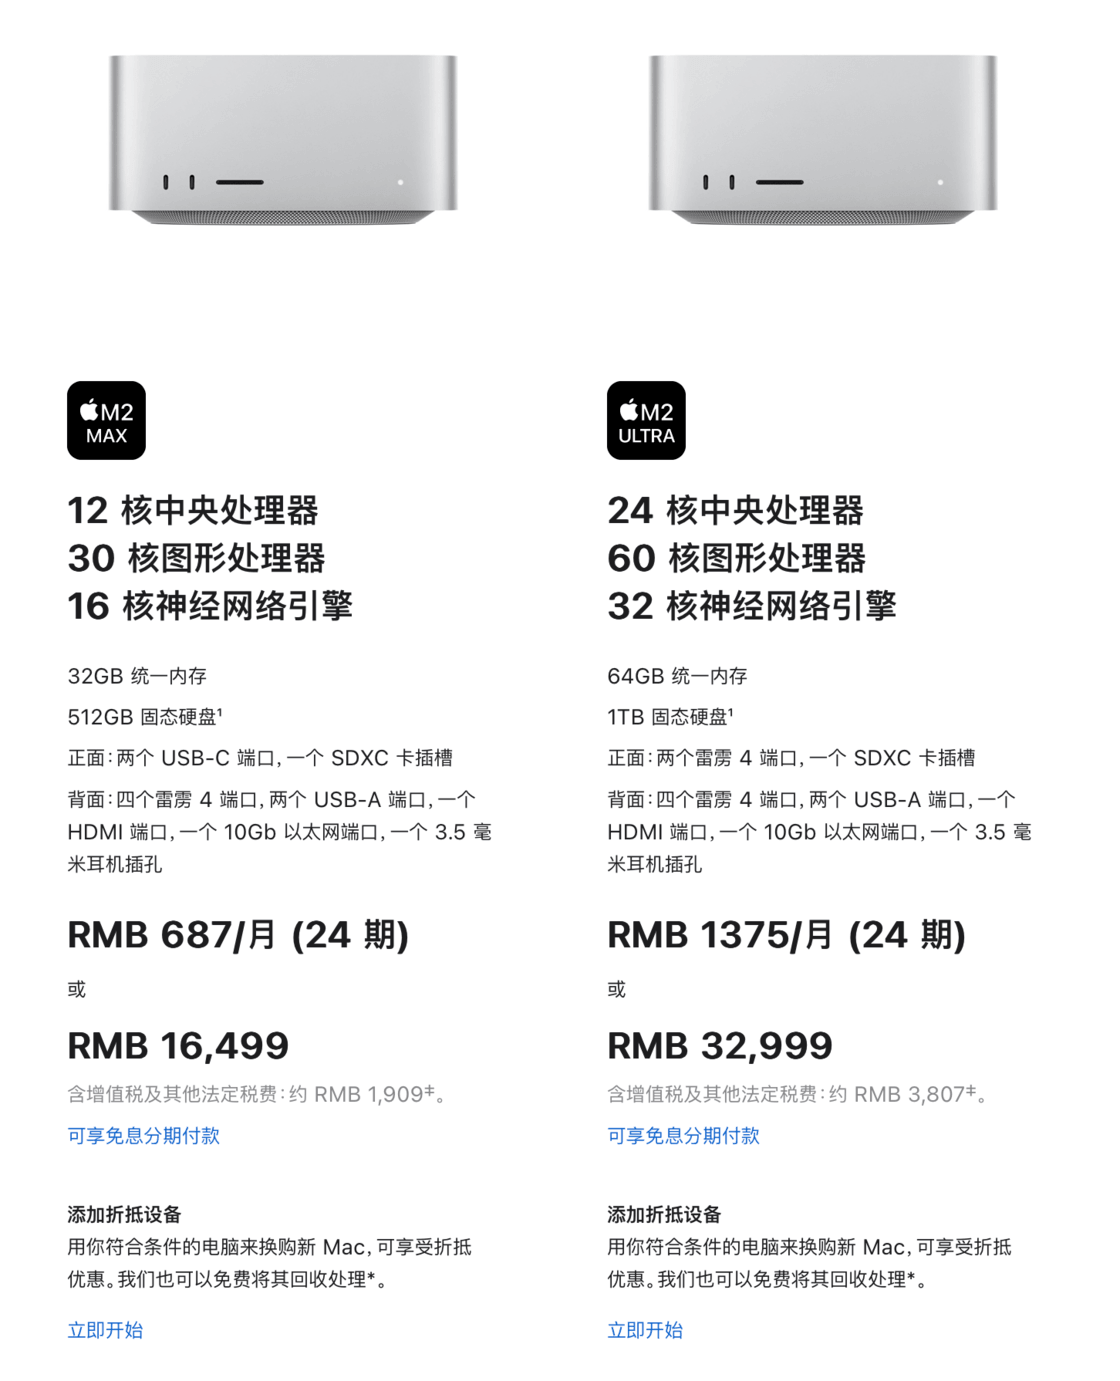 M2
MAX
12 核中央处理器
30 核图形处理器
16 核神经网络引擎
32GB 统一内存
512GB 固态硬盘¹
正面：两个 USB-C 端口，一个 SDXC 卡插槽
背面：四个雷雳 4 端口，两个 USB-A 端口，一个
HDMI 端口，一个 10Gb 以太网端口，一个 3.5 毫
米耳机插孔
RMB 687/月 (24 期)
或
RMB 16,499
含增值税及其他法定税费：约 RMB 1,909‡。
可享免息分期付款
添加折抵设备
用你符合条件的电脑来换购新 Mac，可享受折抵
优惠。我们也可以免费将其回收处理*。
立即开始
M2
ULTRA
24 核中央处理器
60 核图形处理器
32 核神经网络引擎
64GB 统一内存
1TB 固态硬盘¹
正面：两个雷雳 4 端口，一个 SDXC 卡插槽
背面：四个雷雳 4 端口，两个 USB-A 端口，一个
HDMI 端口，一个 10Gb 以太网端口，一个 3.5 毫
米耳机插孔
RMB 1375/月 (24 期)
或
RMB 32,999
含增值税及其他法定税费：约 RMB 3,807‡。
可享免息分期付款
添加折抵设备
用你符合条件的电脑来换购新 Mac，可享受折抵
优惠。我们也可以免费将其回收处理*。
立即开始